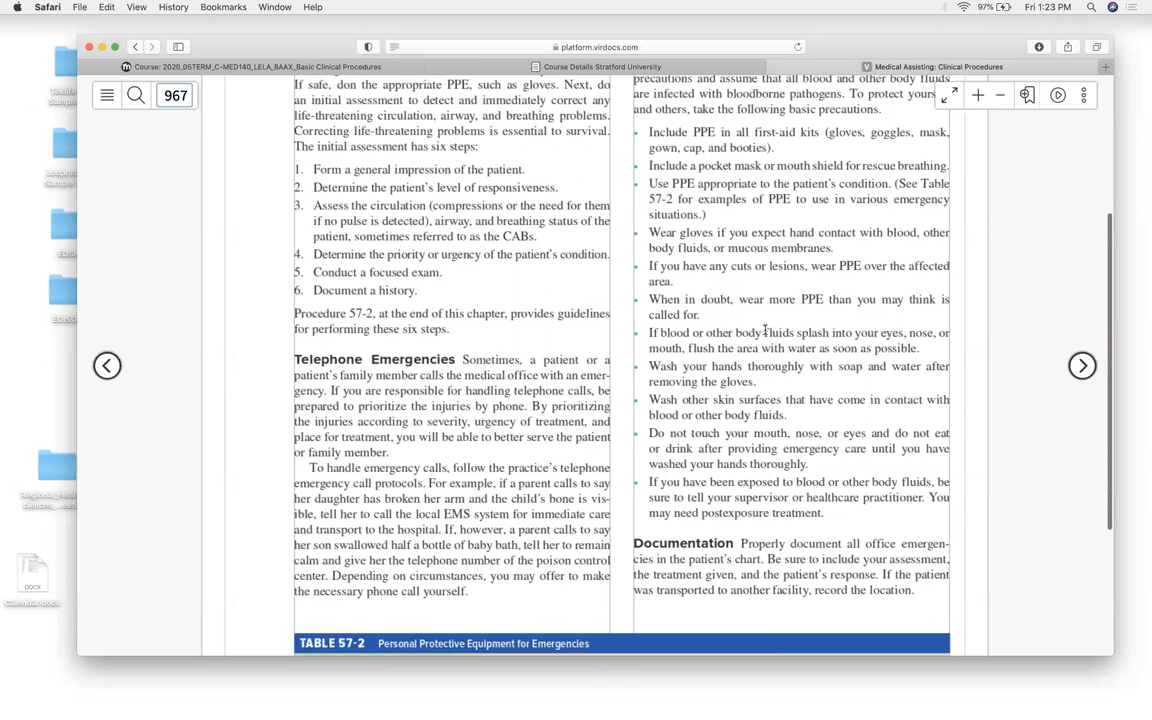 Safari File Edit View History Bookmarks Window Help 97% Fri 1:23 PM
platform.virdocs.com
Course: 2020_05TERM_C-MED140_LELA_8AAX_Basic Clinical Procedures
Course Details Stratford University
Medical Assisting: Clinical Procedures
967
If safe, don the appropriate PPE, such as gloves. Next, do
an initial assessment to detect and immediately correct any
life-threatening circulation, airway, and breathing problems.
Correcting life-threatening problems is essential to survival.
The initial assessment has six steps:
1. Form a general impression of the patient.
2. Determine the patient's level of responsiveness.
3. Assess the circulation (compressions or the need for them
if no pulse is detected), airway, and breathing status of the
patient, sometimes referred to as the CABs.
4. Determine the priority or urgency of the patient's condition.
5. Conduct a focused exam.
6. Document a history.
Procedure 57-2, at the end of this chapter, provides guidelines
for performing these six steps.
Telephone Emergencies Sometimes, a patient or a
patient's family member calls the medical office with an emer-
gency. If you are responsible for handling telephone calls, be
prepared to prioritize the injuries by phone. By prioritizing
the injuries according to severity, urgency of treatment, and
place for treatment, you will be able to better serve the patient
or family member.
To handle emergency calls, follow the practice's telephone
emergency call protocols. For example, if a parent calls to say
her daughter has broken her arm and the child's bone is vis-
ible, tell her to call the local EMS system for immediate care
and transport to the hospital. If, however, a parent calls to say
her son swallowed half a bottle of baby bath, tell her to remain
calm and give her the telephone number of the poison control
center. Depending on circumstances, you may offer to make
the necessary phone call yourself.
precautions and assume that all blood and other body fluids
are infected with bloodborne pathogens. To protect yours
and others, take the following basic precautions.
• Include PPE in all first-aid kits (gloves, goggles, mask,
gown, cap, and booties).
• Include a pocket mask or mouth shield for rescue breathing.
• Use PPE appropriate to the patient's condition. (See Table
57-2 for examples of PPE to use in various emergency
situations.)
• Wear gloves if you expect hand contact with blood, other
body fluids, or mucous membranes.
• If you have any cuts or lesions, wear PPE over the affected
area.
• When in doubt, wear more PPE than you may think is
called for.
• If blood or other body fluids splash into your eyes, nose, or
mouth, flush the area with water as soon as possible.
• Wash your hands thoroughly with soap and water after
removing the gloves.
• Wash other skin surfaces that have come in contact with
blood or other body fluids.
• Do not touch your mouth, nose, or eyes and do not eat
or drink after providing emergency care until you have
washed your hands thoroughly.
• If you have been exposed to blood or other body fluids, be
sure to tell your supervisor or healthcare practitioner. You
may need postexposure treatment.
Documentation Properly document all office emergen-
cies in the patient's chart. Be sure to include your assessment,
the treatment given, and the patient's response. If the patient
was transported to another facility, record the location.
TABLE 57-2 Personal Protective Equipment for Emergencies
DOCX
Calendar.docx